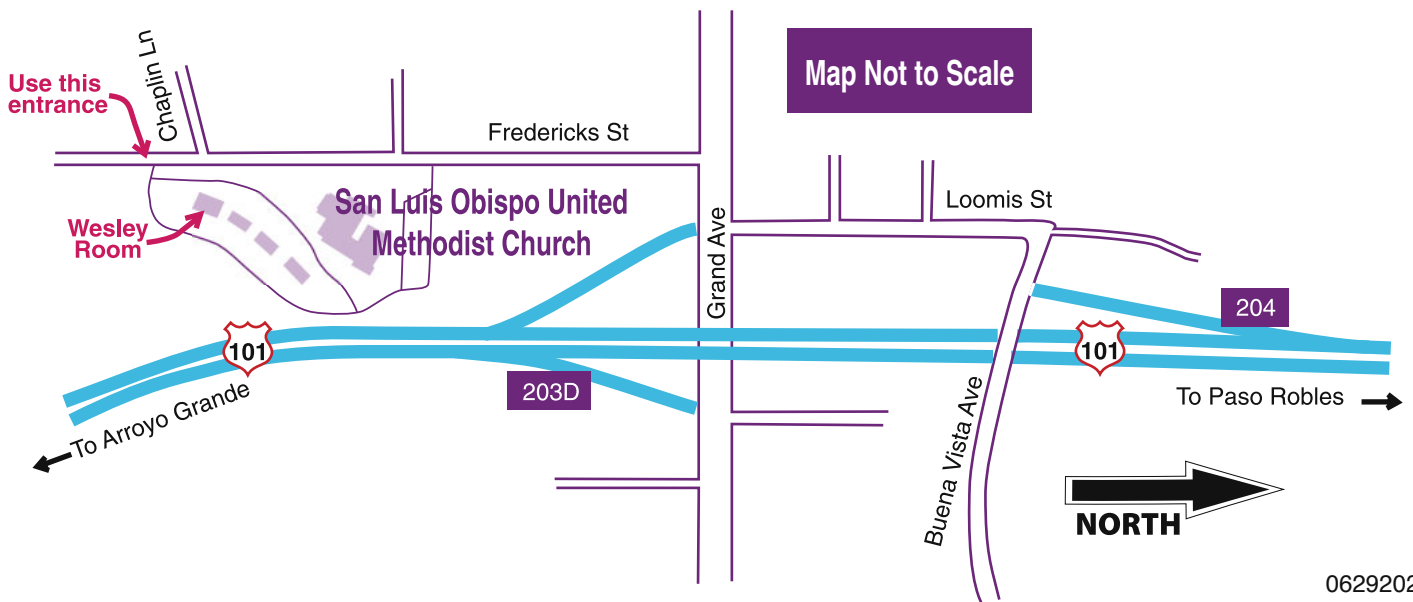 Chaplin Ln
Map Not to Scale
Use this
entrance
Fredericks St
San Luis Obispo United
Methodist Church
Loomis St
Wesley
Room
Grand Ave
204
101
101
203D
To Paso Robles
To Arroyo Grande
Buena Vista Ave
NORTH
0629202